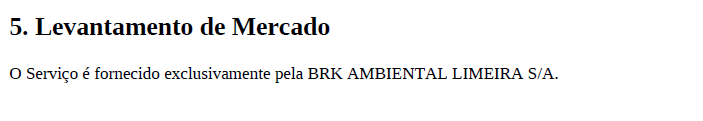 5. Levantamento de Mercado
O Serviço é fornecido exclusivamente pela BRK AMBIENTAL LIMEIRA S/A.